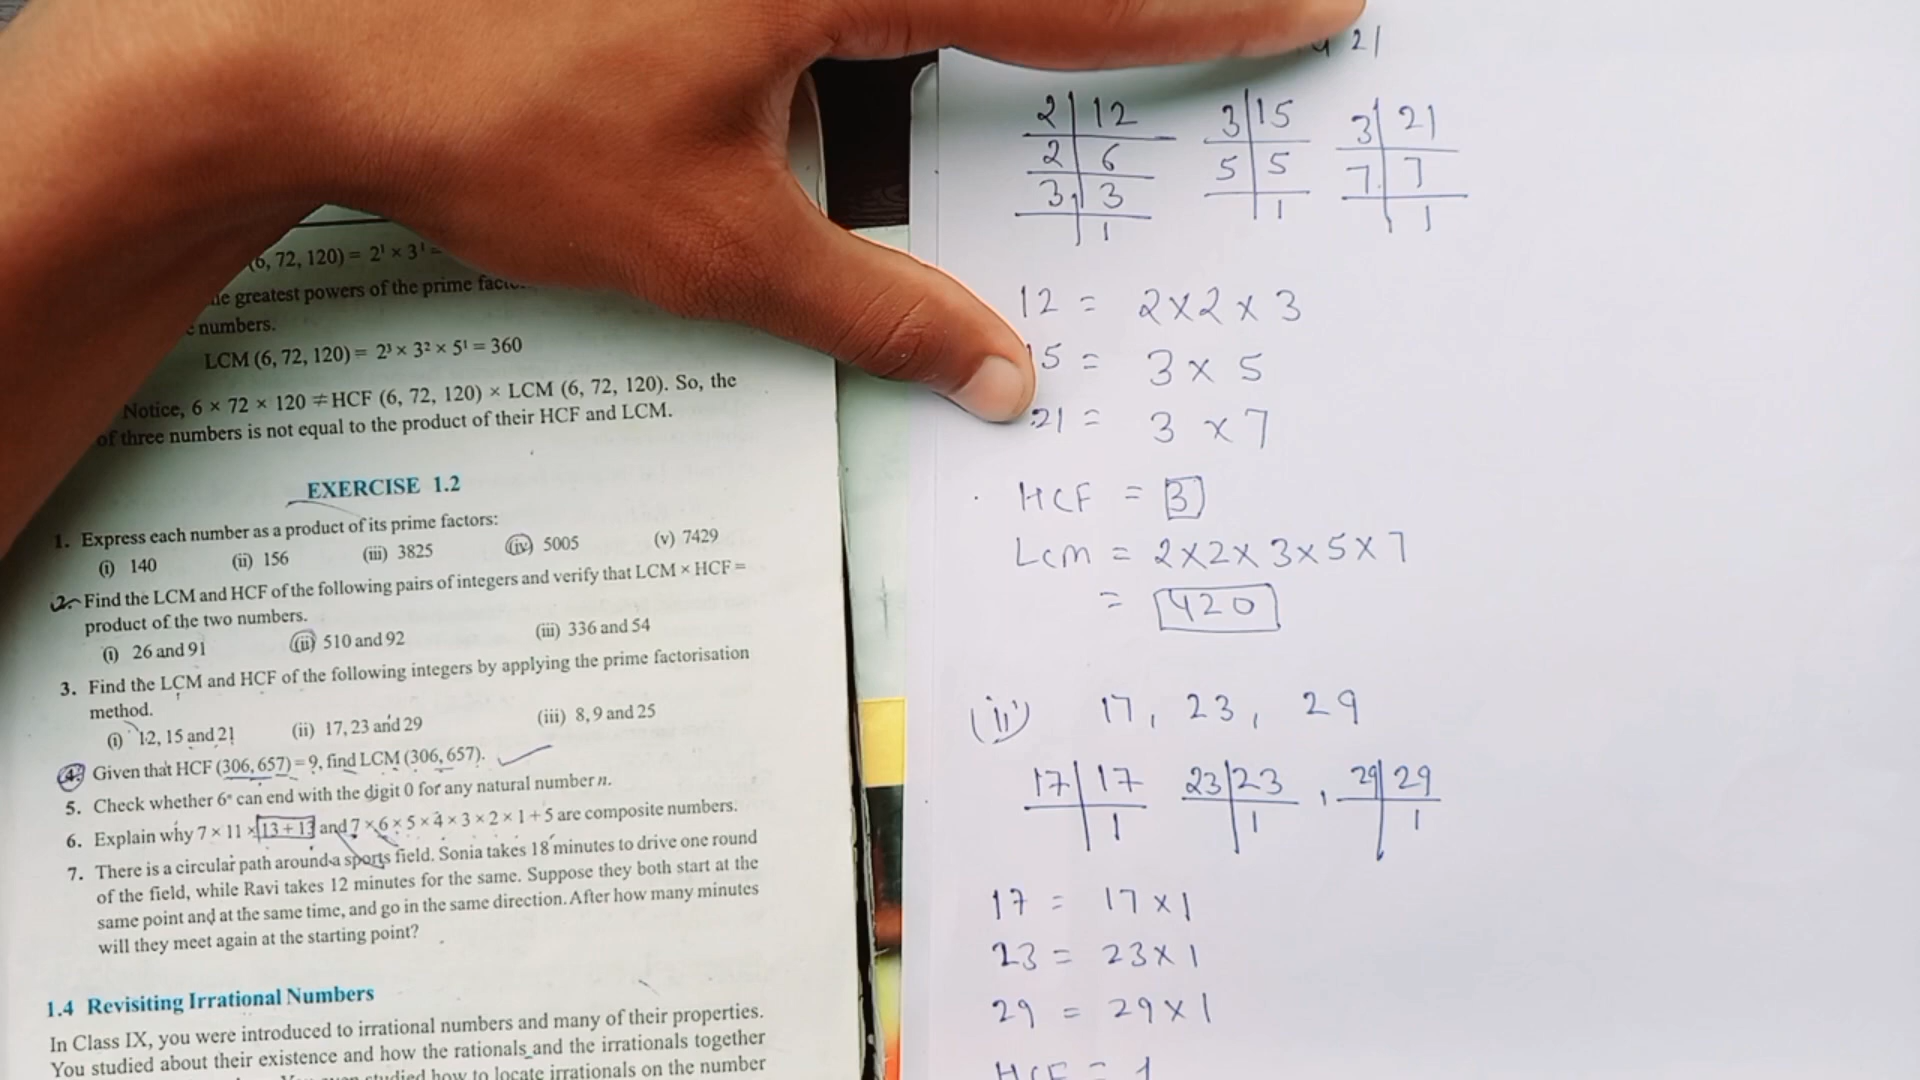 6, 72, 120) = 2¹ × 3¹ =
greatest powers of the prime
numbers.
LCM (6, 72, 120) = 2³ × 3² × 5¹ = 360
Notice, 6 × 72 × 120 ≠ HCF (6, 72, 120) × LCM (6, 72, 120). So, the
of three numbers is not equal to the product of their HCF and LCM.
EXERCISE 1.2
1. Express each number as a product of its prime factors:
(i) 140 (ii) 156 (iii) 3825 (iv) 5005 (v) 7429
2. Find the LCM and HCF of the following pairs of integers and verify that LCM × HCF =
product of the two numbers.
(i) 26 and 91 (ii) 510 and 92 (iii) 336 and 54
3. Find the LCM and HCF of the following integers by applying the prime factorisation
method.
(i) 12, 15 and 21 (ii) 17, 23 and 29 (iii) 8, 9 and 25
4. Given that HCF (306, 657) = 9, find LCM (306, 657).
5. Check whether 6ⁿ can end with the digit 0 for any natural number n.
6. Explain why 7 × 11 × 13 + 13 and 7 × 6 × 5 × 4 × 3 × 2 × 1 + 5 are composite numbers.
7. There is a circular path around a sports field. Sonia takes 18 minutes to drive one round
of the field, while Ravi takes 12 minutes for the same. Suppose they both start at the
same point and at the same time, and go in the same direction. After how many minutes
will they meet again at the starting point?
1.4 Revisiting Irrational Numbers
In Class IX, you were introduced to irrational numbers and many of their properties.
You studied about their existence and how the rationals and the irrationals together
studied how to locate irrationals on the number
21
2 | 12 3 | 15 3 | 21
2 | 6 5 | 5 7 | 7
3 | 3 1 1
1
12 = 2 × 2 × 3
15 = 3 × 5
21 = 3 × 7
HCF = 3
Lcm = 2 × 2 × 3 × 5 × 7
= 420
(ii) 17, 23, 29
17 | 17 23 | 23 , 29 | 29
1 1 1
17 = 17 × 1
23 = 23 × 1
29 = 29 × 1
HCF = 1